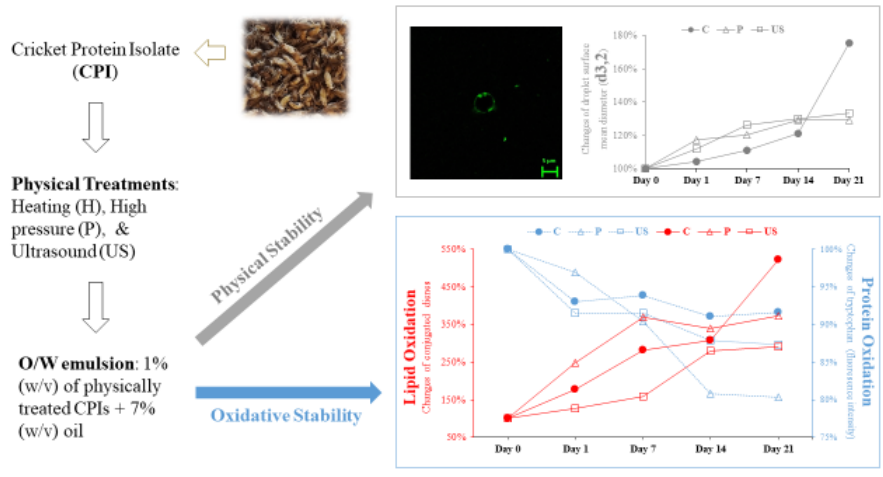 Cricket Protein Isolate
(CPI)
Physical Treatments:
Heating (H), High
pressure (P), &
Ultrasound (US)
O/W emulsion: 1%
(w/v) of physically
treated CPIs + 7%
(w/v) oil
Physical Stability
Oxidative Stability
5 µm
C P US
Changes of droplet surface
mean diameter (d3,2)
180%
160%
140%
120%
100%
Day 0 Day 1 Day 7 Day 14 Day 21
C P US C P US
Lipid Oxidation
Changes of conjugated dienes
550%
450%
350%
250%
150%
50%
100%
95%
90%
85%
80%
75%
Changes of tryptophan (fluorescence intensity)
Protein Oxidation
Day 0 Day 1 Day 7 Day 14 Day 21